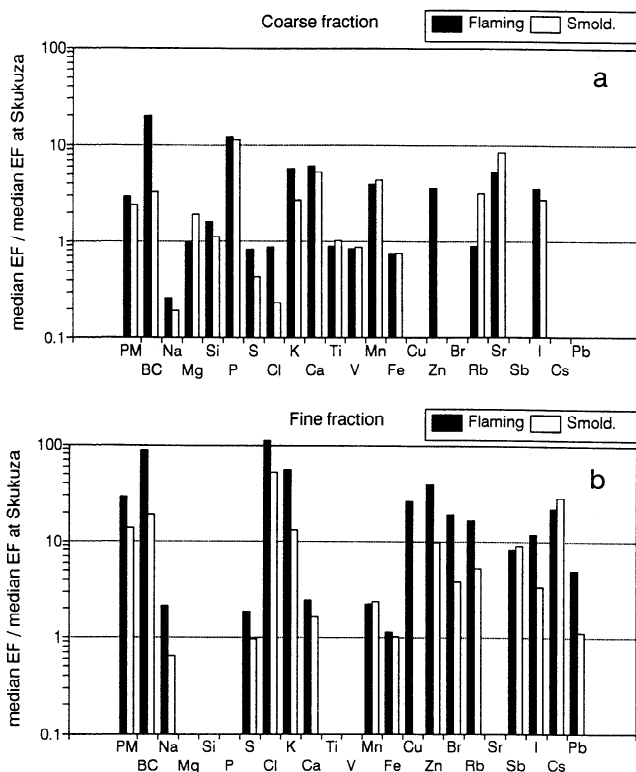 Coarse fraction
Flaming Smold.
a
median EF / median EF at Skukuza
100
10
1
0.1
PM Na Si S K Ti Mn Cu Br Sr I Pb
BC Mg P Cl Ca V Fe Zn Rb Sb Cs
Fine fraction
Flaming Smold.
b
median EF / median EF at Skukuza
100
10
1
0.1
PM Na Si S K Ti Mn Cu Br Sr I Pb
BC Mg P Cl Ca V Fe Zn Rb Sb Cs